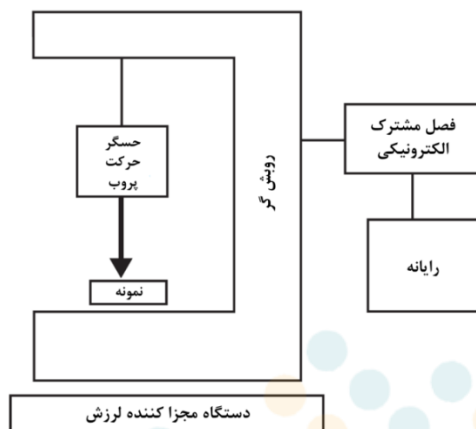 حسگر
حرکت
پروب
نمونه
روبش گر
فصل مشترک
الکترونیکی
رایانه
دستگاه مجزا کننده لرزش